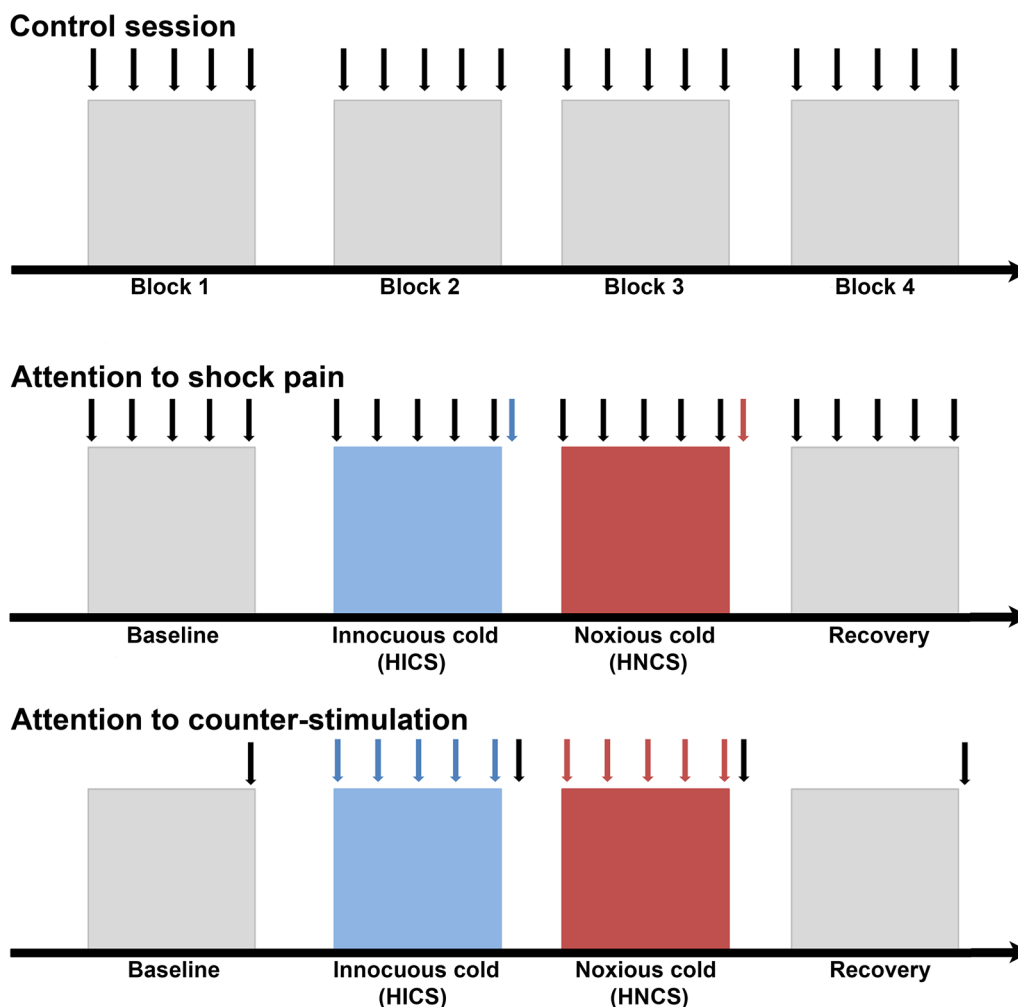 Control session
Block 1
Block 2
Block 3
Block 4
Attention to shock pain
Baseline
Innocuous cold
(HICS)
Noxious cold
(HNCS)
Recovery
Attention to counter-stimulation
Baseline
Innocuous cold
(HICS)
Noxious cold
(HNCS)
Recovery